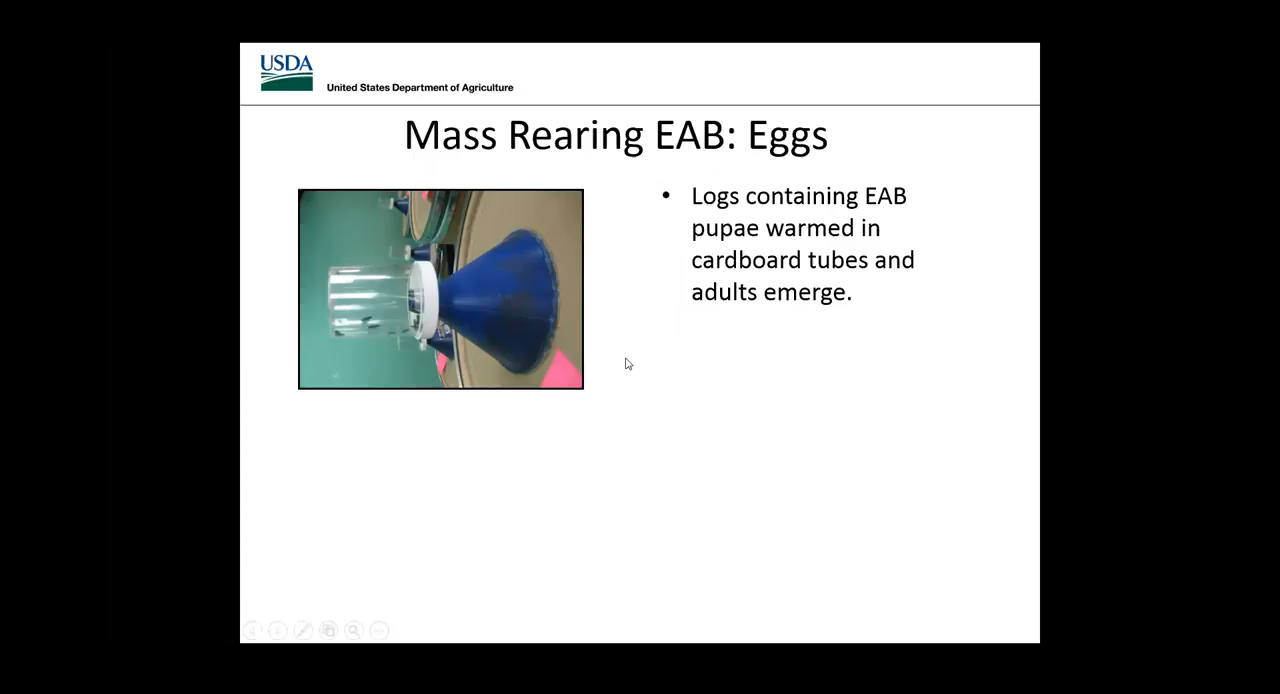 USDA
United States Department of Agriculture
Mass Rearing EAB: Eggs
• Logs containing EAB
pupae warmed in
cardboard tubes and
adults emerge.